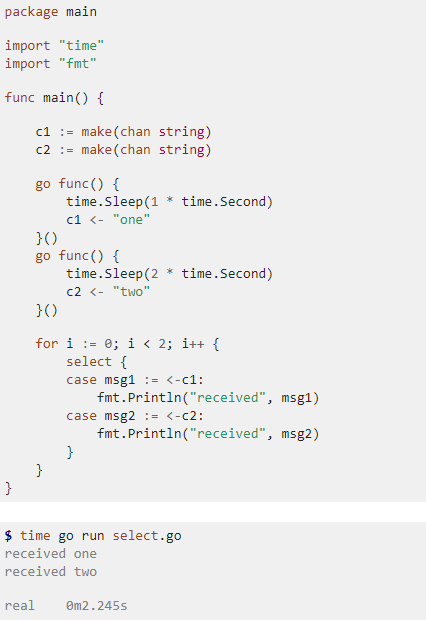 package main
import "time"
import "fmt"
func main() {
    c1 := make(chan string)
    c2 := make(chan string)
    go func() {
        time.Sleep(1 * time.Second)
        c1 <- "one"
    }()
    go func() {
        time.Sleep(2 * time.Second)
        c2 <- "two"
    }()
    for i := 0; i < 2; i++ {
        select {
        case msg1 := <-c1:
            fmt.Println("received", msg1)
        case msg2 := <-c2:
            fmt.Println("received", msg2)
        }
    }
}
$ time go run select.go
received one
received two
real    0m2.245s